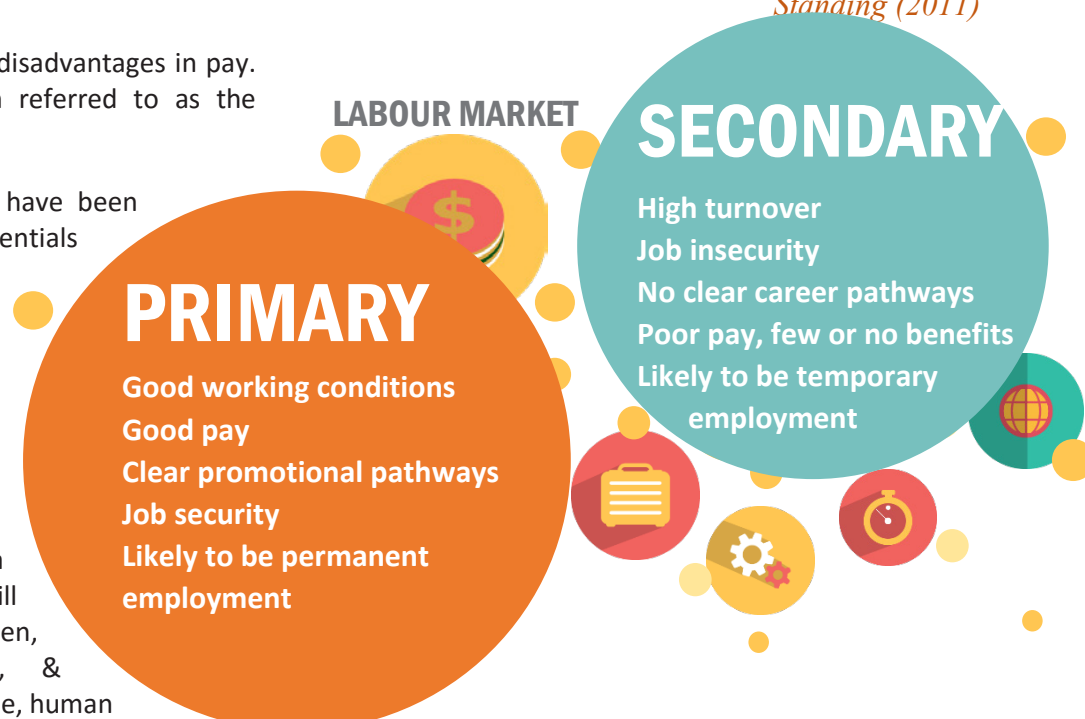 Standing (2011)
disadvantages in pay.
referred to as the
have been
entials
LABOUR MARKET
$
SECONDARY
High turnover
Job insecurity
No clear career pathways
Poor pay, few or no benefits
Likely to be temporary
employment
PRIMARY
Good working conditions
Good pay
Clear promotional pathways
Job security
Likely to be permanent
employment
ill
en,
, &
e, human